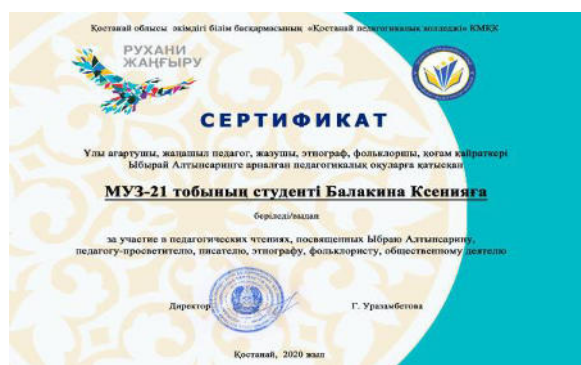 Қостанай облысы әкімдігі білім басқармасының «Қостанай педагогикалық колледжі» КМҚК
РУХАНИ
ЖАҢҒЫРУ
СЕРТИФИКАТ
Ұлы ағартушы, жаңашыл педагог, жазушы, этнограф, фольклоршы, қоғам қайраткері
Ыбырай Алтынсаринге арналған педагогикалық оқуларға қатысқан
МУЗ-21 тобының студенті Балакина Ксенияға
беріледі/выдан
за участие в педагогических чтениях, посвященных Ыбраю Алтынсарину,
педагогу-просветителю, писателю, этнографу, фольклористу, общественному деятелю
Директор
Г. Уразамбетова
Қостанай, 2020 жыл